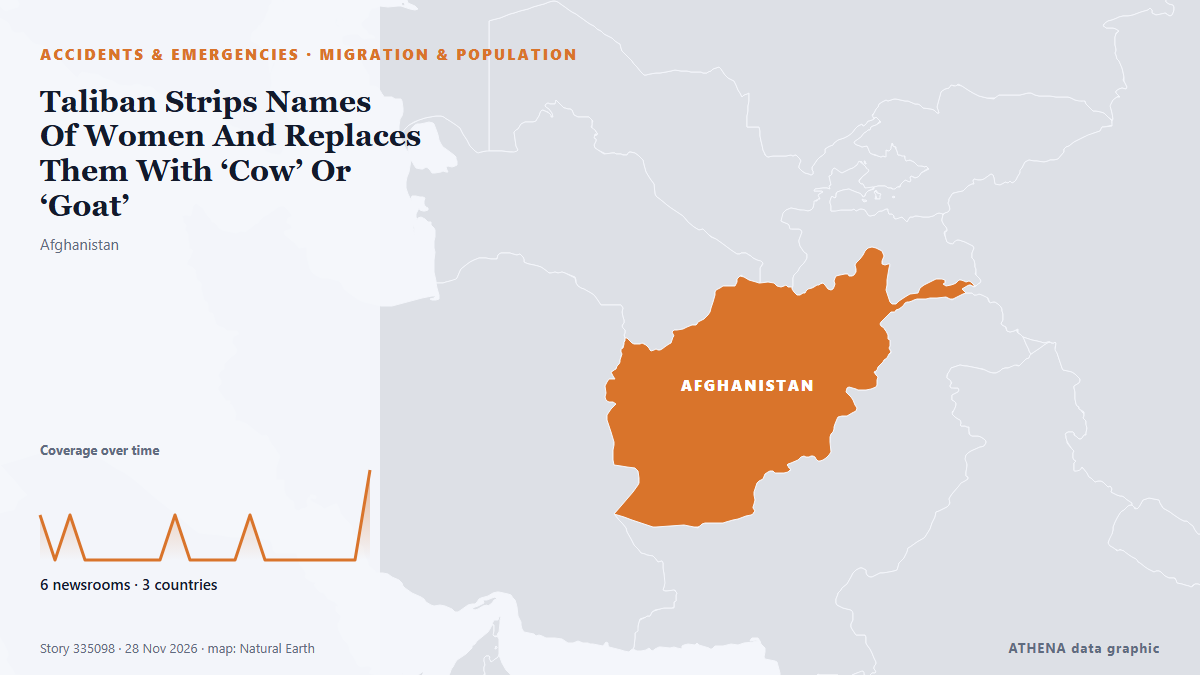 ACCIDENTS & EMERGENCIES · MIGRATION & POPULATION
Taliban Strips Names
Of Women And Replaces
Them With ‘Cow’ Or
‘Goat’
Afghanistan
AFGHANISTAN
Coverage over time
6 newsrooms · 3 countries
Story 335098 · 28 Nov 2026 · map: Natural Earth
ATHENA data graphic